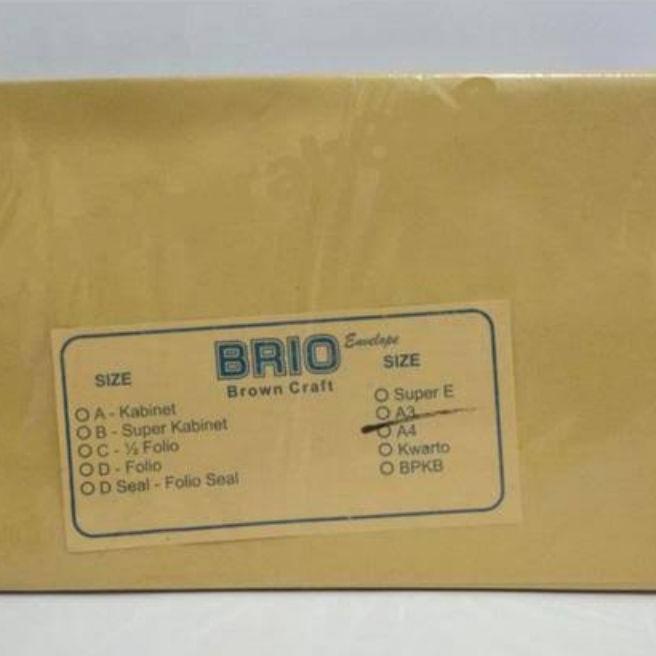 BRIO Envelope
Brown Craft
SIZE
A - Kabinet
B - Super Kabinet
C - ½ Folio
D - Folio
D Seal - Folio Seal
SIZE
Super E
A3
A4
Kwarto
BPKB